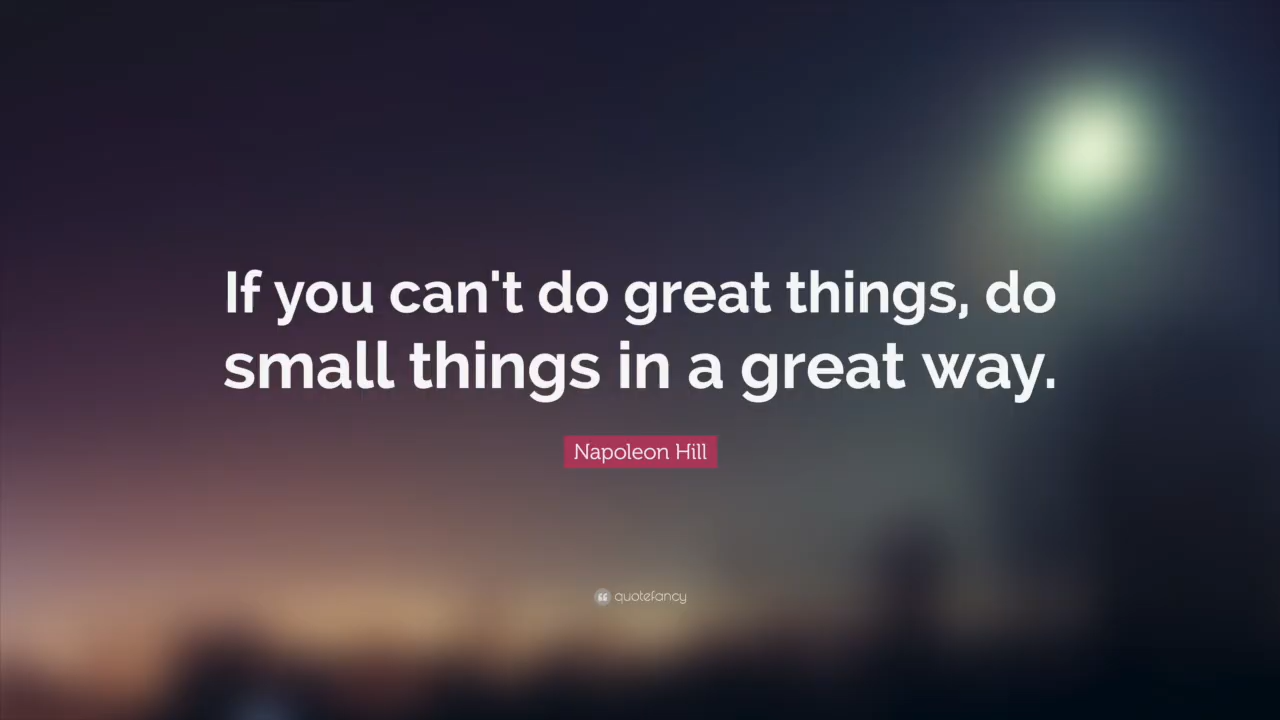 If you can't do great things, do
small things in a great way.
Napoleon Hill
quotefancy